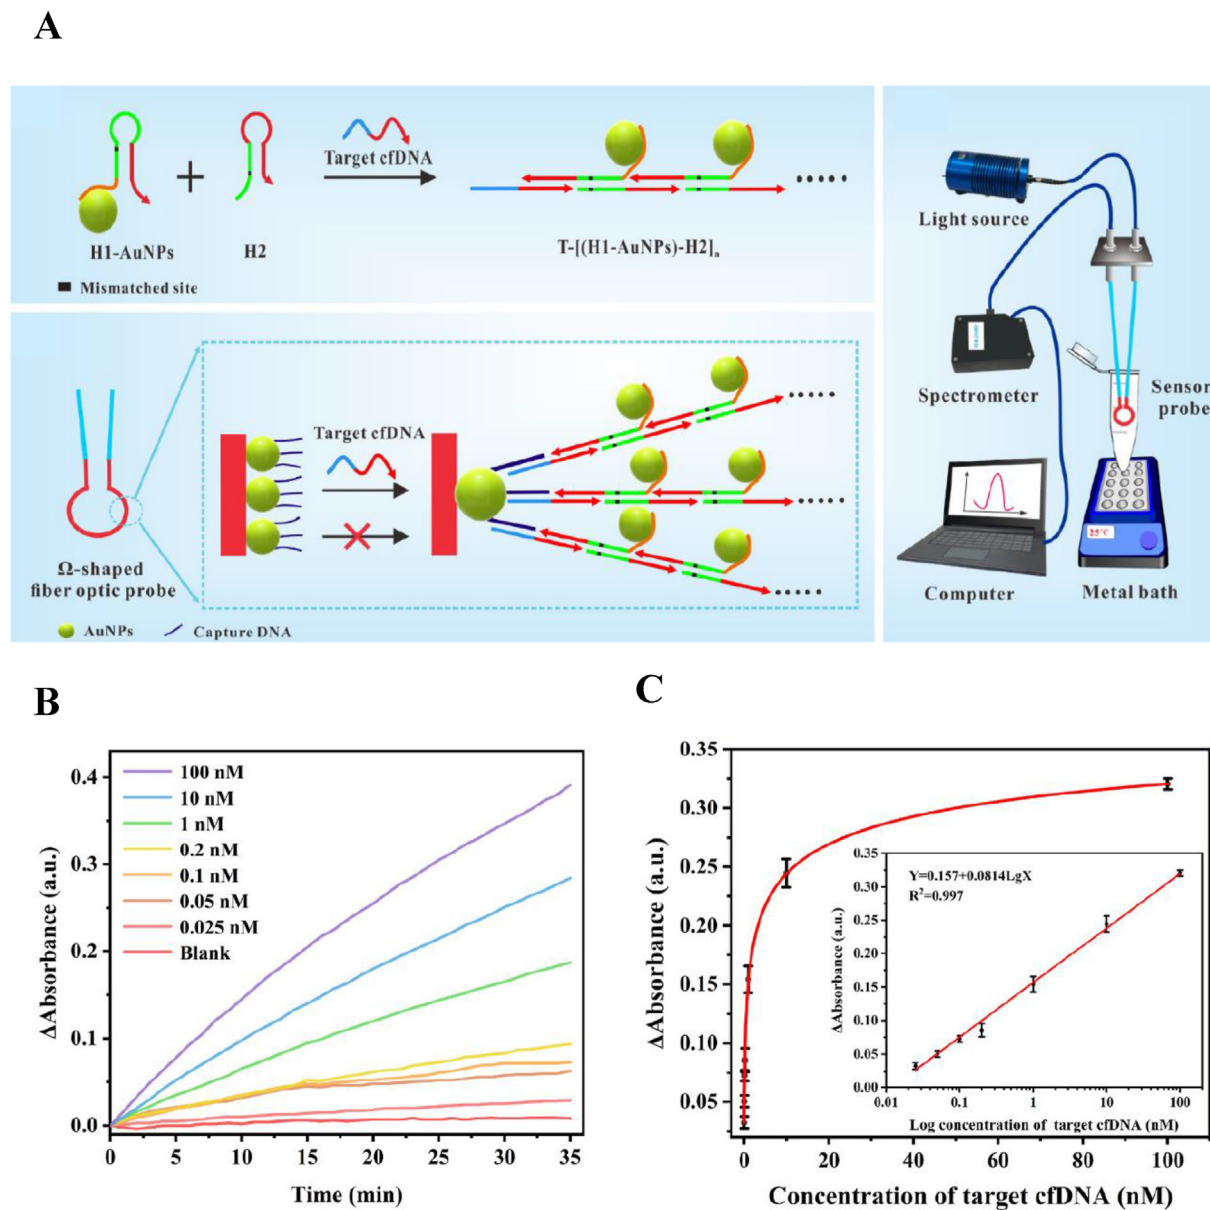 A
Target cfDNA
H1-AuNPs
H2
T-[(H1-AuNPs)-H2]n
Mismatched site
Target cfDNA
Ω-shaped
fiber optic probe
AuNPs
Capture DNA
Light source
Spectrometer
Sensor
probe
25℃
Computer
Metal bath
B
ΔAbsorbance (a.u.)
0.4
0.3
0.2
0.1
0.0
100 nM
10 nM
1 nM
0.2 nM
0.1 nM
0.05 nM
0.025 nM
Blank
0 5 10 15 20 25 30 35
Time (min)
C
ΔAbsorbance (a.u.)
0.35
0.30
0.25
0.20
0.15
0.10
0.05
0 20 40 60 80 100
Concentration of target cfDNA (nM)
ΔAbsorbance (a.u.)
0.35
0.30
0.25
0.20
0.15
0.10
0.05
0.00
Y=0.157+0.0814LgX
R²=0.997
0.01 0.1 1 10 100
Log concentration of target cfDNA (nM)